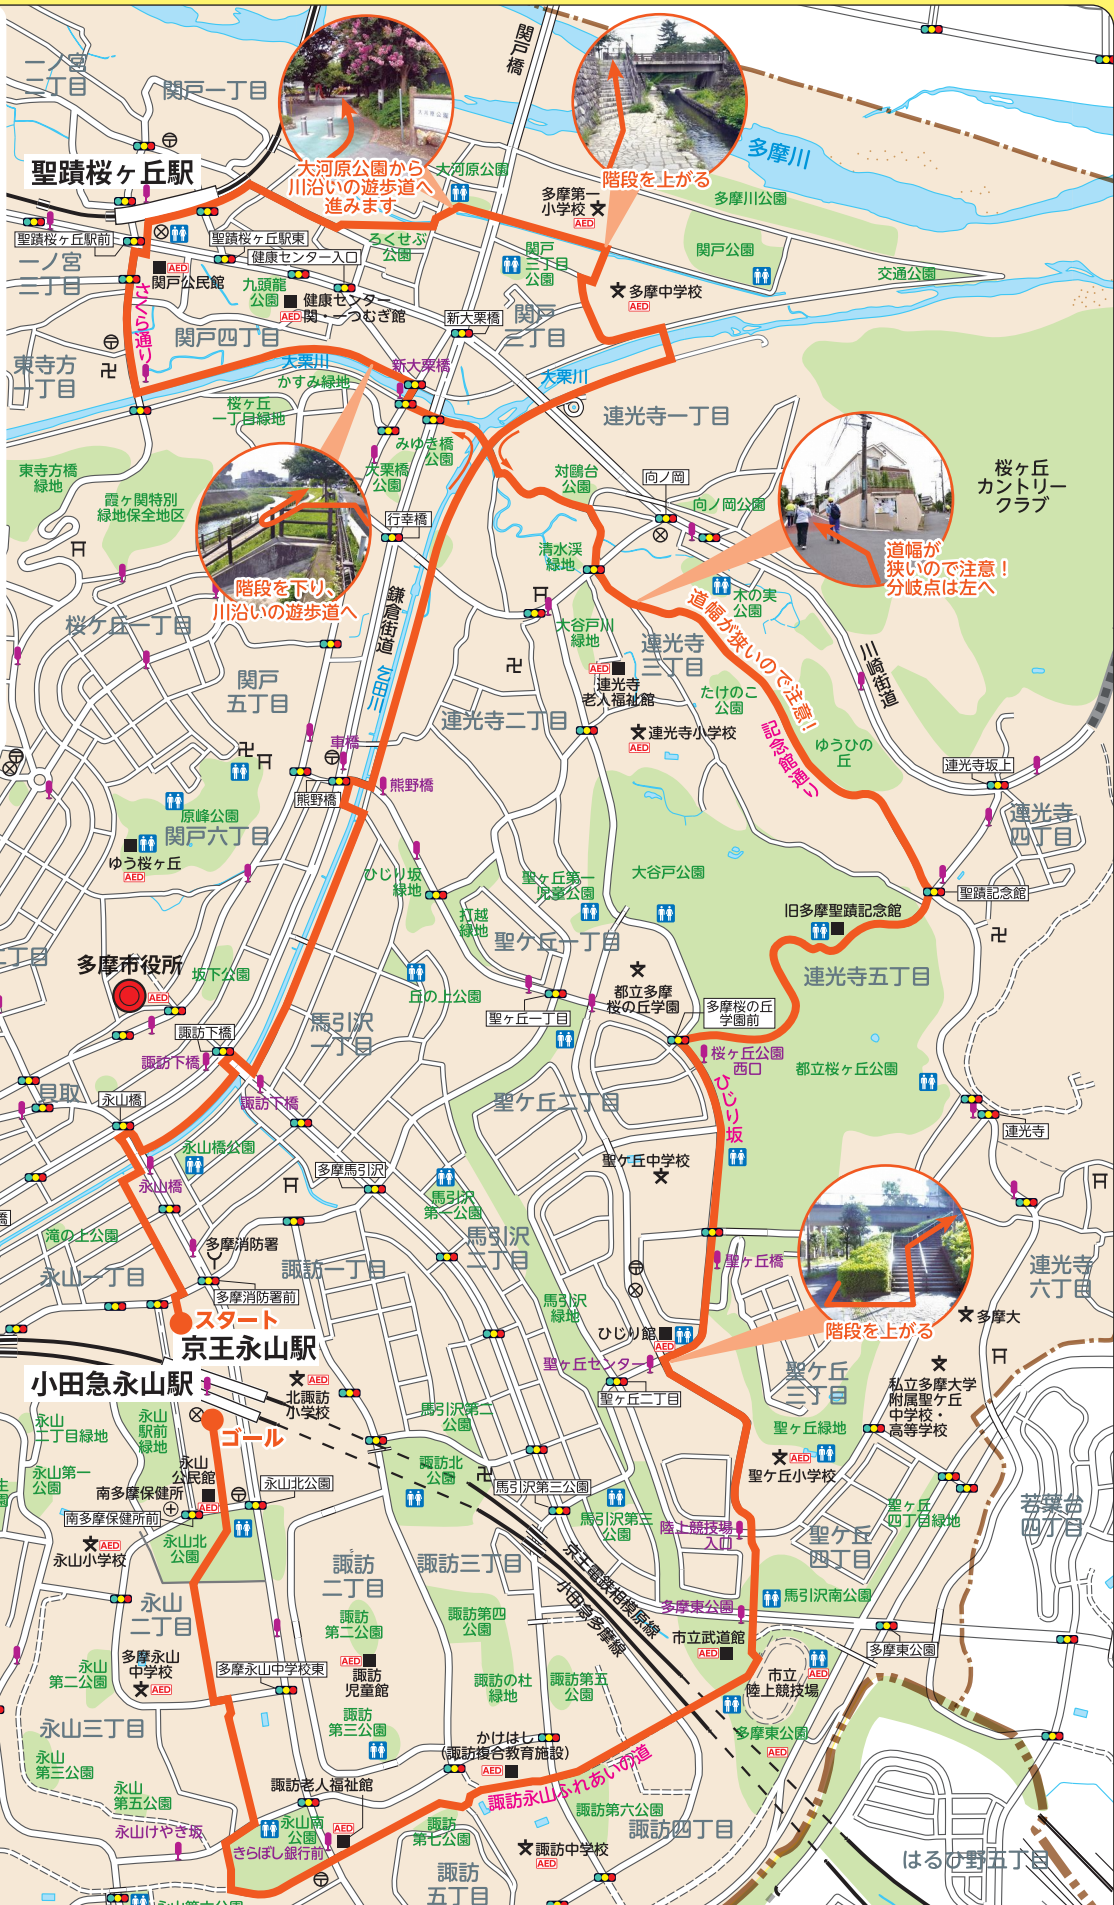 一ノ宮
二丁目
関戸一丁目
関戸橋
多摩川
聖蹟桜ヶ丘駅
大河原公園から
川沿いの遊歩道へ
進みます
大河原公園
階段を上がる
多摩第一
小学校
AED
多摩川公園
聖蹟桜ヶ丘駅前
聖蹟桜ヶ丘駅東
健康センター入口
ろくせぶ
公園
関戸
三丁目
公園
関戸公園
交通公園
一ノ宮
三丁目
AED
関戸公民館
九頭龍
公園
健康センター
AED
関・一つむぎ館
多摩中学校
AED
さくら通り
関戸四丁目
新大栗橋
関戸
三丁目
東寺方
一丁目
大栗川
かすみ緑地
新大栗橋
大栗川
桜ヶ丘
一丁目緑地
連光寺一丁目
みゆき橋
公園
大栗橋
公園
対鷗台
公園
向ノ岡
向ノ岡公園
桜ヶ丘
カントリー
クラブ
東寺方橋
緑地
霞ヶ関特別
緑地保全地区
行幸橋
清水渓
緑地
道幅が
狭いので注意！
分岐点は左へ
階段を下り、
川沿いの遊歩道へ
鎌倉街道
木の実
公園
道幅が狭いので注意！
桜ケ丘一丁目
大谷戸川
緑地
連光寺
三丁目
川崎街道
関戸
五丁目
乞田川
AED
連光寺
老人福祉館
たけのこ
公園
連光寺二丁目
連光寺小学校
AED
記念館通り
ゆうひの
丘
車橋
連光寺坂上
熊野橋
熊野橋
原峰公園
関戸六丁目
連光寺
四丁目
ゆう桜ヶ丘
AED
ひじり坂
緑地
聖ヶ丘第一
児童公園
大谷戸公園
聖蹟記念館
打越
緑地
旧多摩聖蹟記念館
聖ケ丘一丁目
多摩市役所
AED
坂下公園
連光寺五丁目
丘の上公園
都立多摩
桜の丘学園
多摩桜の丘
学園前
馬引沢
一丁目
聖ヶ丘一丁目
諏訪下橋
諏訪下橋
桜ヶ丘公園
西口
都立桜ヶ丘公園
貝取
永山橋
諏訪下橋
聖ケ丘二丁目
ひじり坂
連光寺
永山橋公園
聖ヶ丘中学校
永山橋
多摩馬引沢
馬引沢
第一公園
滝の上公園
多摩消防署
馬引沢
二丁目
聖ヶ丘橋
永山一丁目
諏訪一丁目
連光寺
六丁目
多摩消防署前
馬引沢
緑地
スタート
京王永山駅
ひじり館
AED
階段を上がる
多摩大
聖ヶ丘センター
小田急永山駅
AED
北諏訪
小学校
聖ヶ丘二丁目
聖ケ丘
三丁目
私立多摩大学
附属聖ケ丘
中学校・
高等学校
永山
二丁目緑地
永山
駅前
緑地
ゴール
馬引沢第二
公園
聖ヶ丘緑地
永山第一
公園
永山
公民館
諏訪北
公園
AED
聖ケ丘小学校
南多摩保健所
AED
永山北公園
馬引沢第三公園
聖ヶ丘
四丁目緑地
若葉台
四丁目
南多摩保健所前
馬引沢第三
公園
陸上競技場
入口
聖ケ丘
四丁目
AED
永山小学校
永山北
公園
諏訪
二丁目
諏訪三丁目
京王電鉄相模原線
小田急多摩線
永山
二丁目
諏訪
第二公園
諏訪第四
公園
多摩東公園
馬引沢南公園
市立武道館
AED
多摩東公園
永山
第二公園
多摩永山
中学校
AED
多摩永山中学校東
AED
諏訪
児童館
諏訪の杜
緑地
諏訪第五
公園
市立
陸上競技場
AED
永山三丁目
諏訪
第三公園
かけはし
（諏訪複合教育施設）
AED
多摩東公園
AED
永山
第三公園
諏訪永山ふれあいの道
永山
第五公園
諏訪老人福祉館
諏訪第六公園
永山けやき坂
永山南
公園
AED
きらぼし銀行前
諏訪
第七公園
諏訪中学校
AED
諏訪四丁目
はるひ野五丁目
諏訪
五丁目